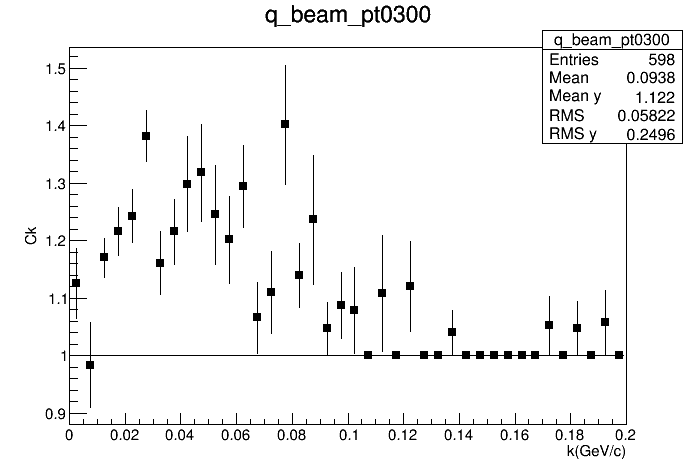 q_beam_pt0300
q_beam_pt0300
Entries 598
Mean 0.0938
Mean y 1.122
RMS 0.05822
RMS y 0.2496
Ck
1.5
1.4
1.3
1.2
1.1
1
0.9
0 0.02 0.04 0.06 0.08 0.1 0.12 0.14 0.16 0.18 0.2
k(GeV/c)